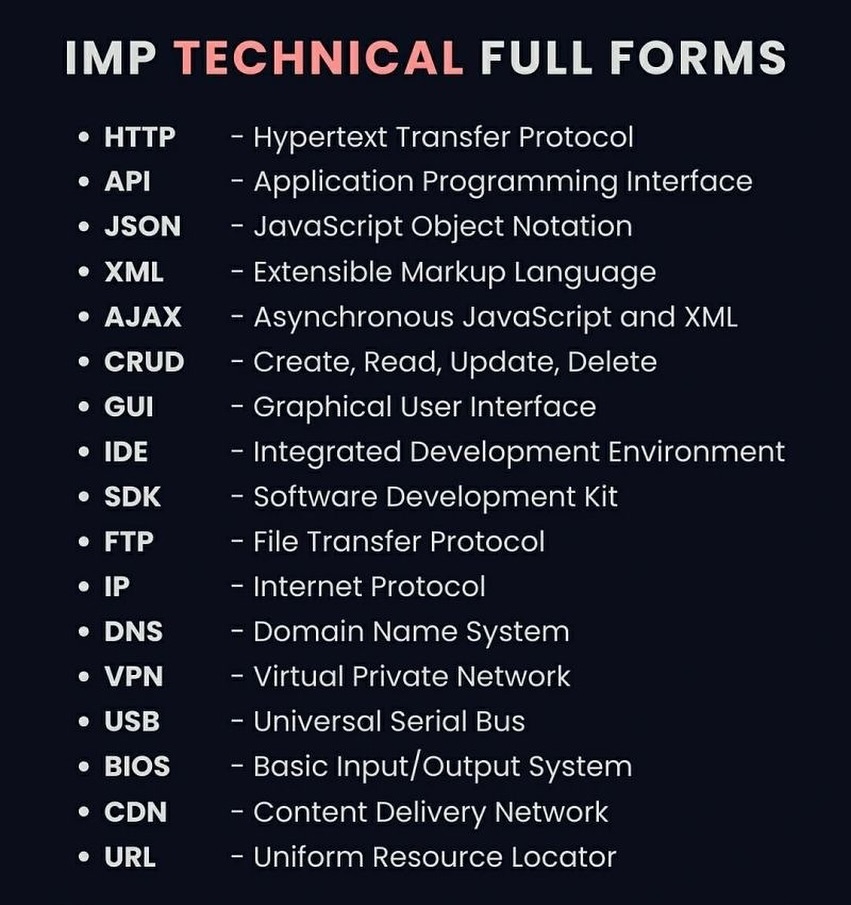 IMP TECHNICAL FULL FORMS
• HTTP - Hypertext Transfer Protocol
• API - Application Programming Interface
• JSON - JavaScript Object Notation
• XML - Extensible Markup Language
• AJAX - Asynchronous JavaScript and XML
• CRUD - Create, Read, Update, Delete
• GUI - Graphical User Interface
• IDE - Integrated Development Environment
• SDK - Software Development Kit
• FTP - File Transfer Protocol
• IP - Internet Protocol
• DNS - Domain Name System
• VPN - Virtual Private Network
• USB - Universal Serial Bus
• BIOS - Basic Input/Output System
• CDN - Content Delivery Network
• URL - Uniform Resource Locator